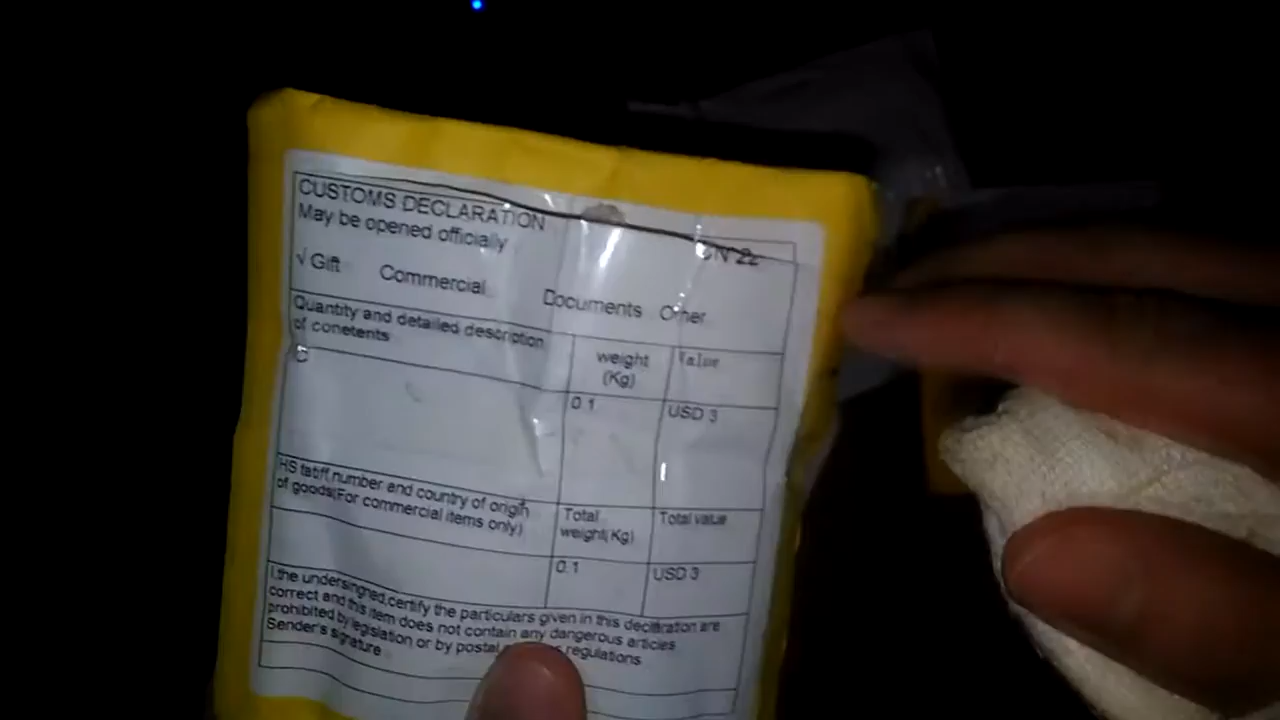 CUSTOMS DECLARATION
May be opened officially
CN 22
√ Gift Commercial Documents Other
Quantity and detailed description
of conetents
weight
(Kg)
Value
C
0.1
USD 3
HS tatiff,number and country of origin
of goods(For commercial items only)
Total
weight(Kg)
Total value
0.1
USD 3
I,the undersingned,certify the particulars given in this declaration are
correct and this item does not contain any dangerous articles
prohibited by legislation or by postal regulations
Sender's signature